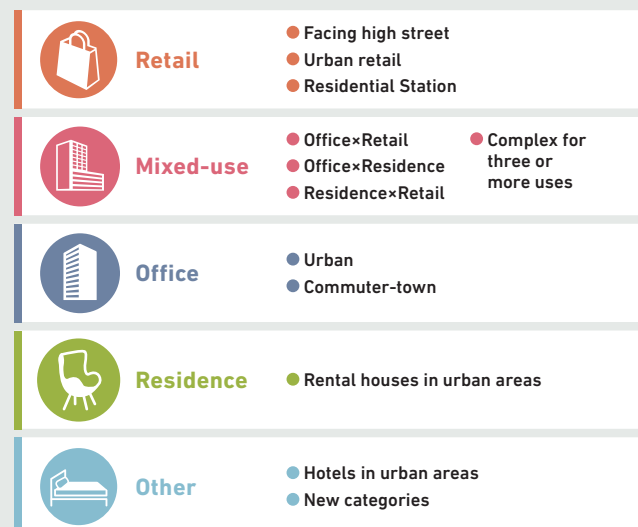 Retail
● Facing high street
● Urban retail
● Residential Station
Mixed-use
● Office×Retail
● Office×Residence
● Residence×Retail
● Complex for
three or
more uses
Office
● Urban
● Commuter-town
Residence
● Rental houses in urban areas
Other
● Hotels in urban areas
● New categories